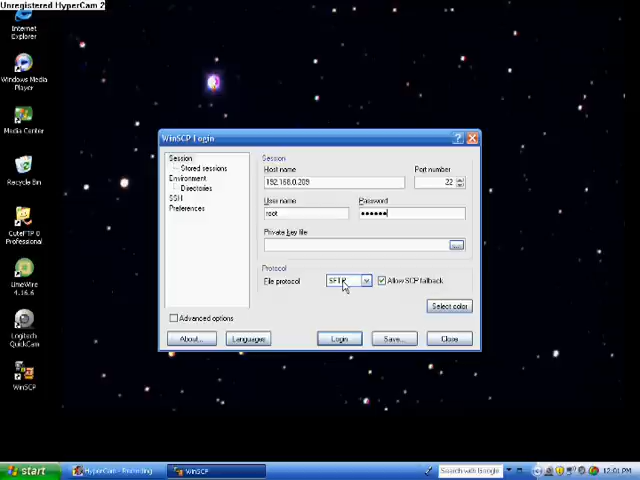 Unregistered HyperCam 2
Internet
Explorer
Windows Media
Player
Media Center
Recycle Bin
CuteFTP 8
Professional
LimeWire
4.16.6
Logitech
QuickCam
WinSCP
WinSCP Login
Session
Stored sessions
Environment
Directories
SSH
Preferences
Session
Host name
Port number
192.168.0.209
22
User name
Password
root
Private key file
...
Protocol
File protocol
SFTP
Allow SCP fallback
Select color
Advanced options
About...
Languages
Login
Save...
Close
start
HyperCam - Recording
WinSCP
Search with Google
12:01 PM